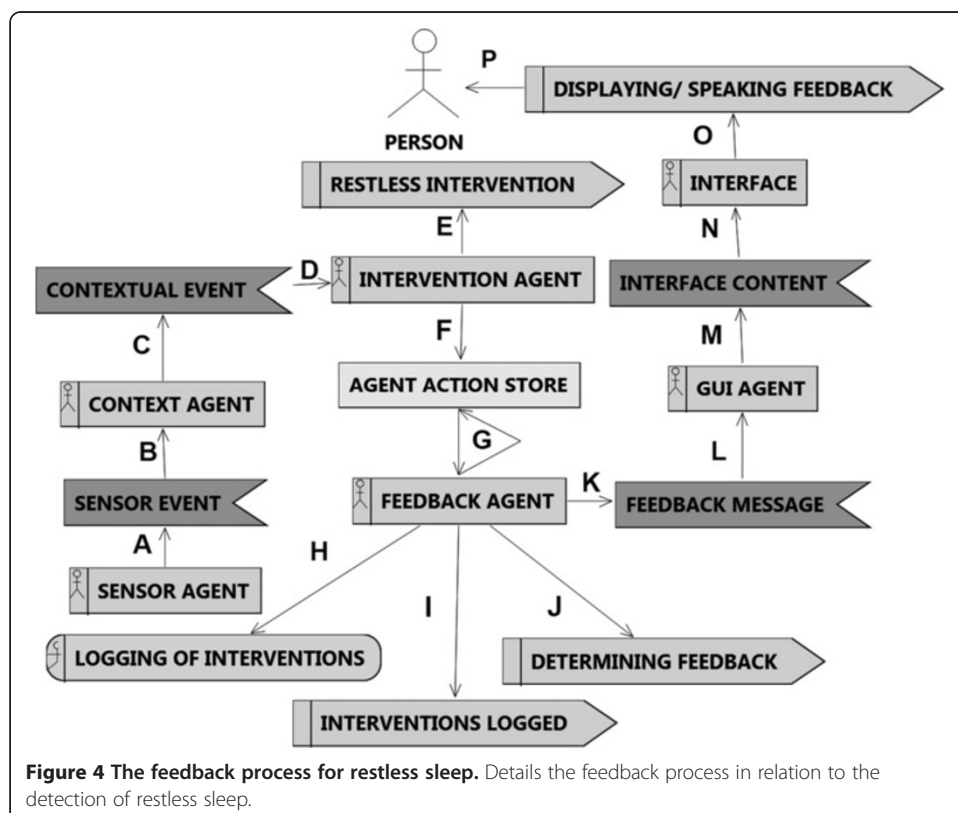 P
DISPLAYING/ SPEAKING FEEDBACK
PERSON
O
RESTLESS INTERVENTION
INTERFACE
E
N
D
CONTEXTUAL EVENT
INTERVENTION AGENT
INTERFACE CONTENT
C
F
M
AGENT ACTION STORE
GUI AGENT
CONTEXT AGENT
B
G
L
K
SENSOR EVENT
FEEDBACK AGENT
FEEDBACK MESSAGE
A
H
SENSOR AGENT
I
J
LOGGING OF INTERVENTIONS
DETERMINING FEEDBACK
INTERVENTIONS LOGGED
Figure 4 The feedback process for restless sleep. Details the feedback process in relation to the
detection of restless sleep.